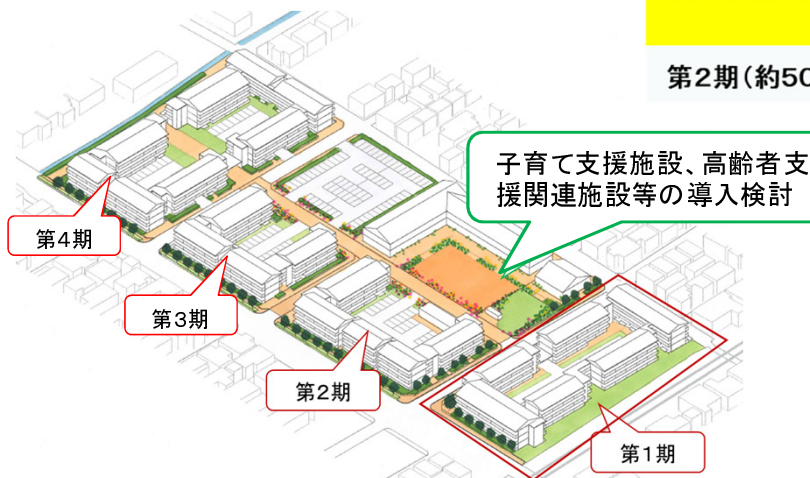 第2期(約50
子育て支援施設、高齢者支
援関連施設等の導入検討
第4期
第3期
第2期
第1期